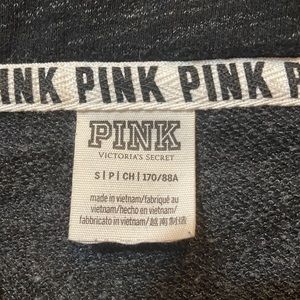 INK PINK PINK P
PINK
VICTORIA'S SECRET
S | P | CH | 170/88A
made in vietnam/fabriqué au
vietnam/hecho en vietnam/
fabbricato in vietnam/越南制造